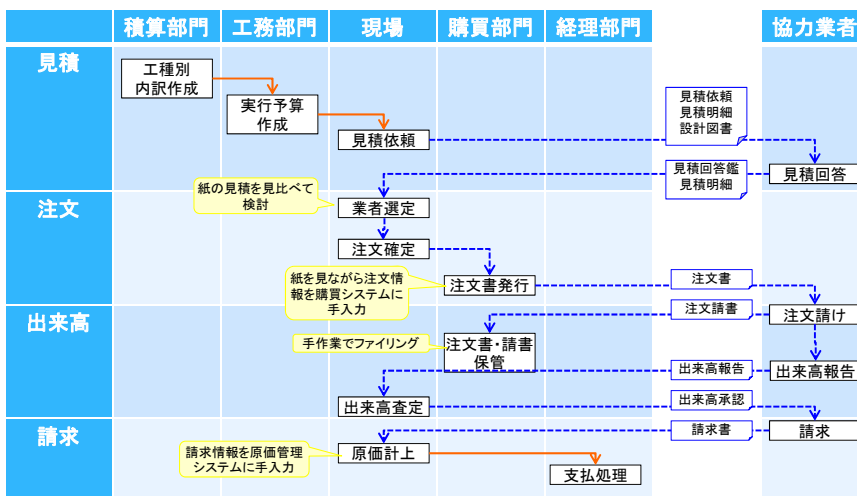 積算部門
工務部門
現場
購買部門
経理部門
協力業者
見積
工種別
内訳作成
実行予算
作成
見積依頼
見積依頼
見積明細
設計図書
見積回答鑑
見積明細
見積回答
紙の見積を見比べて
検討
注文
業者選定
注文確定
紙を見ながら注文情
報を購買システムに
手入力
注文書発行
注文書
注文請書
注文請け
出来高
手作業でファイリング
注文書・請書
保管
出来高報告
出来高報告
出来高査定
出来高承認
請求
請求書
請求
請求情報を原価管理
システムに手入力
原価計上
支払処理